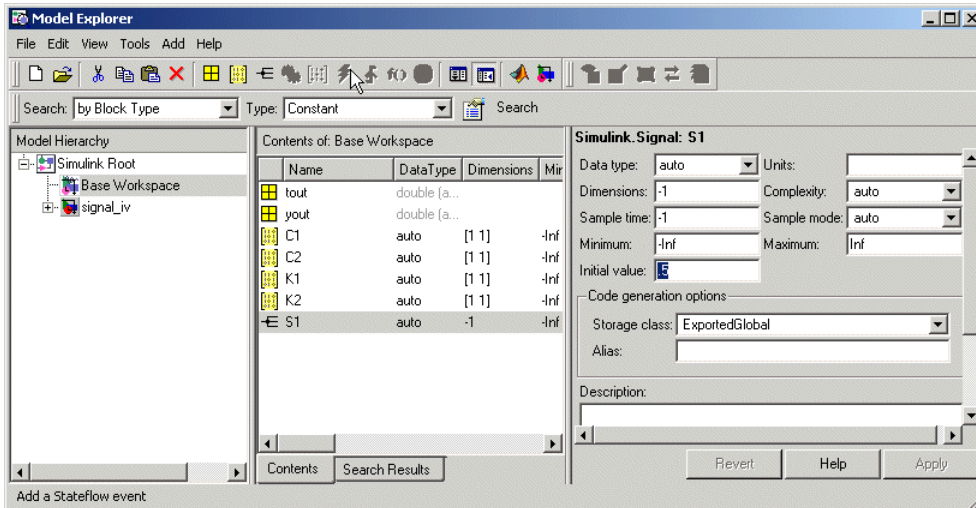 Model Explorer
File Edit View Tools Add Help
Search: by Block Type Type: Constant Search
Model Hierarchy
Simulink Root
Base Workspace
signal_iv
Contents of: Base Workspace
Name DataType Dimensions Mir
tout double (a...
yout double (a...
C1 auto [1 1] -Inf
C2 auto [1 1] -Inf
K1 auto [1 1] -Inf
K2 auto [1 1] -Inf
S1 auto -1 -Inf
Contents Search Results
Simulink.Signal: S1
Data type: auto Units:
Dimensions: -1 Complexity: auto
Sample time: -1 Sample mode: auto
Minimum: -Inf Maximum: Inf
Initial value: .5
Code generation options
Storage class: ExportedGlobal
Alias:
Description:
Revert Help Apply
Add a Stateflow event